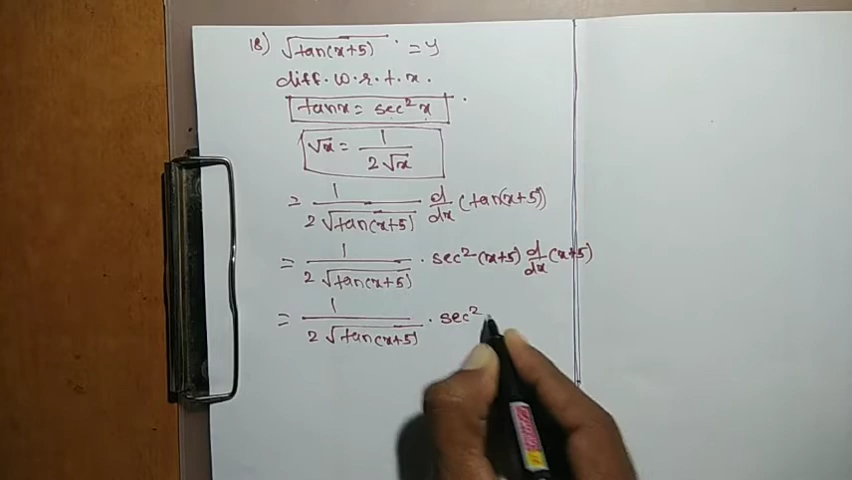 18) √tan(x+5) = y
diff. w.r.t. x.
tanx = sec² x.
√x = 1/2√x
= 1/2√tan(x+5) d/dx (tan(x+5))
= 1/2√tan(x+5) · sec² (x+5) d/dx (x+5)
= 1/2√tan(x+5) · sec²